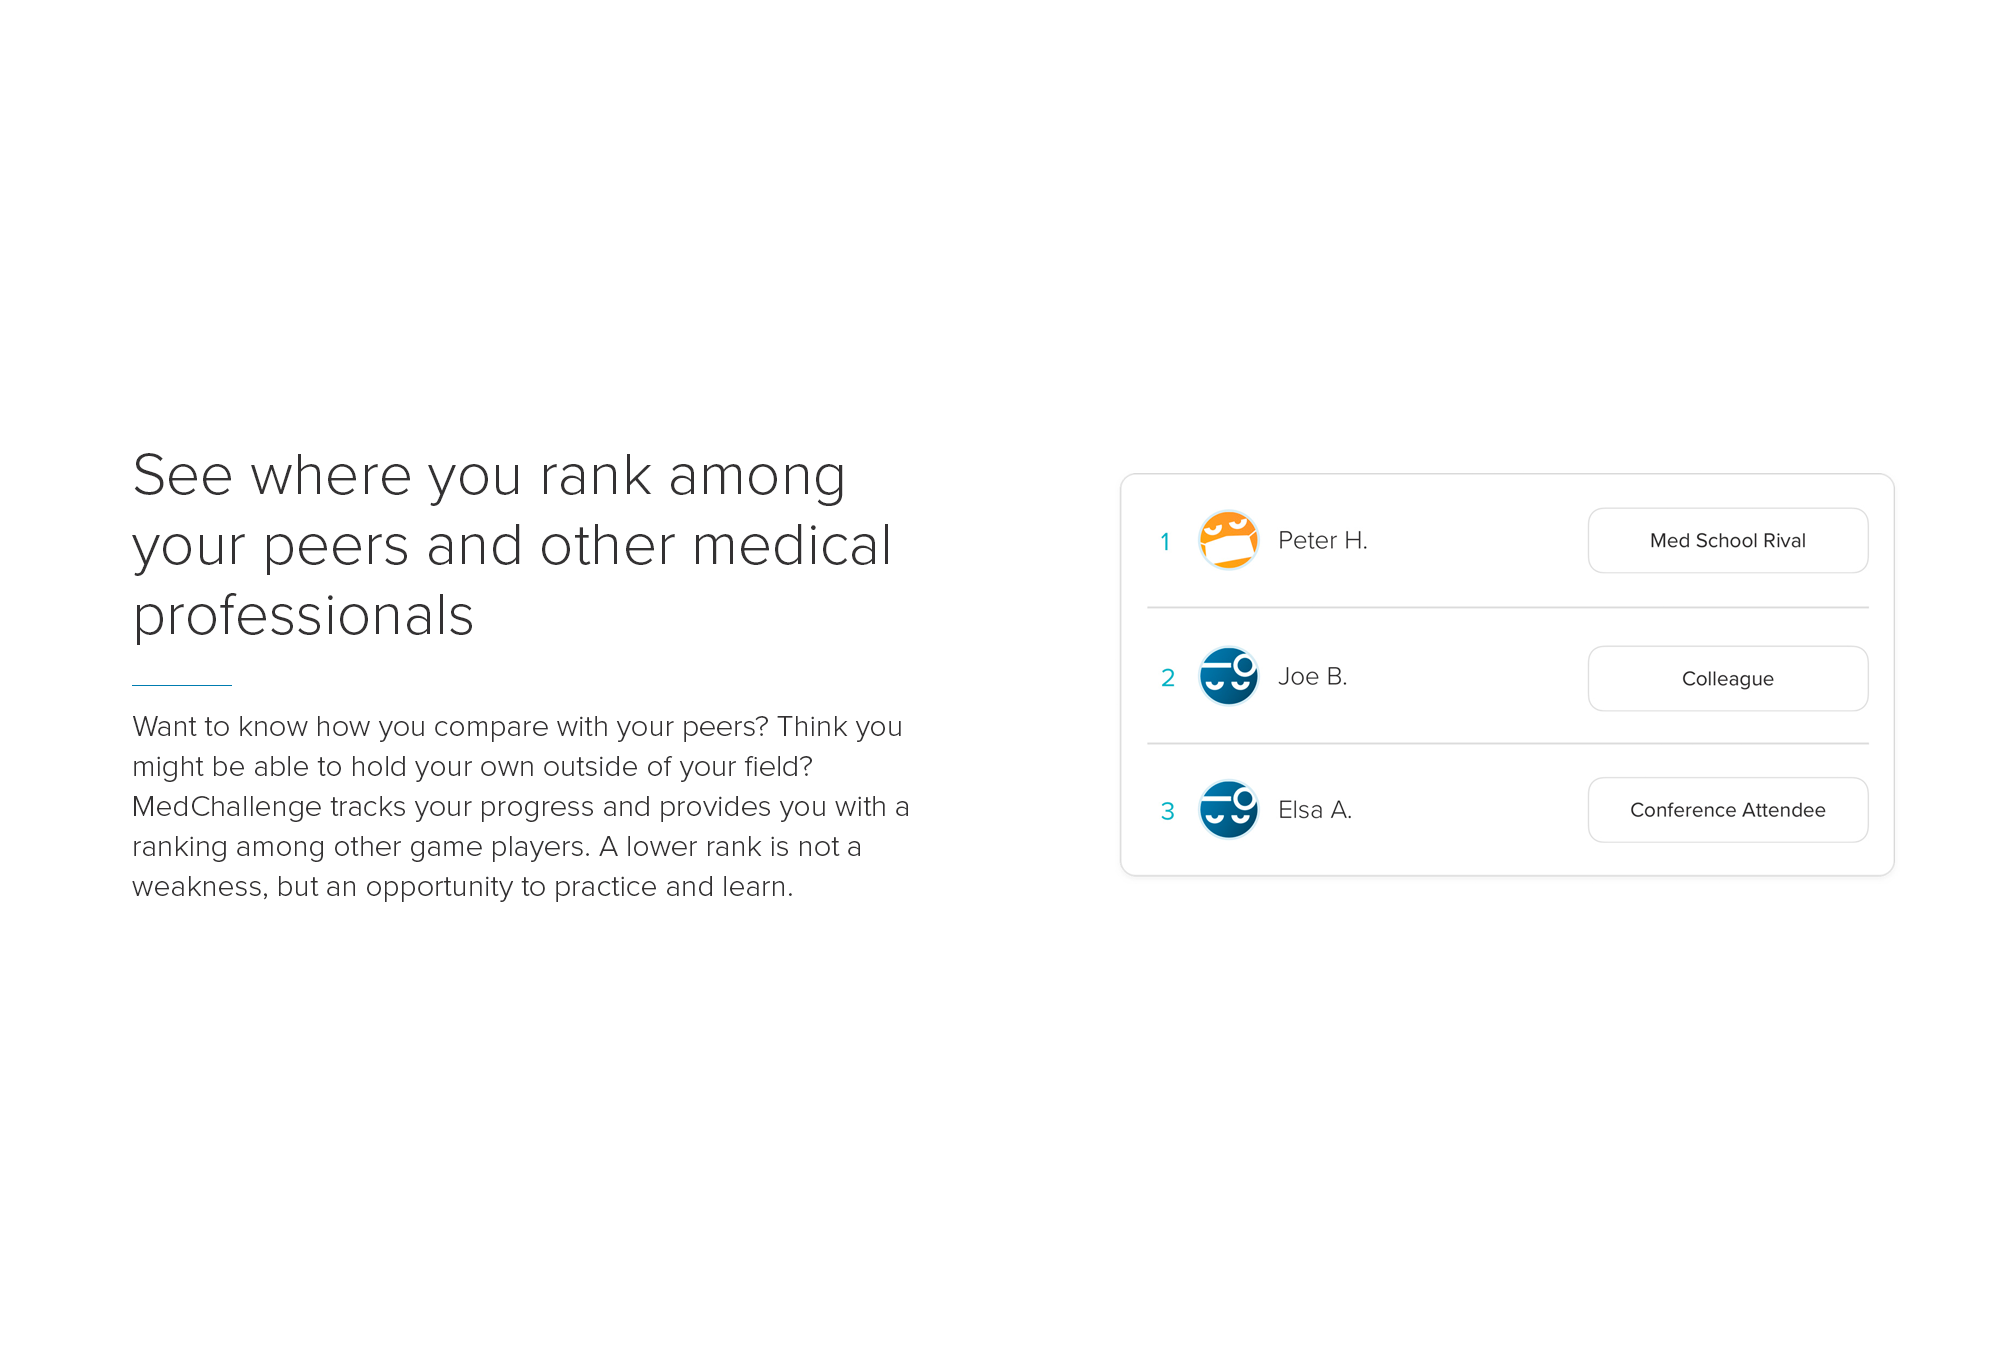 See where you rank among
your peers and other medical
professionals
Want to know how you compare with your peers? Think you
might be able to hold your own outside of your field?
MedChallenge tracks your progress and provides you with a
ranking among other game players. A lower rank is not a
weakness, but an opportunity to practice and learn.
1 Peter H. Med School Rival
2 Joe B. Colleague
3 Elsa A. Conference Attendee